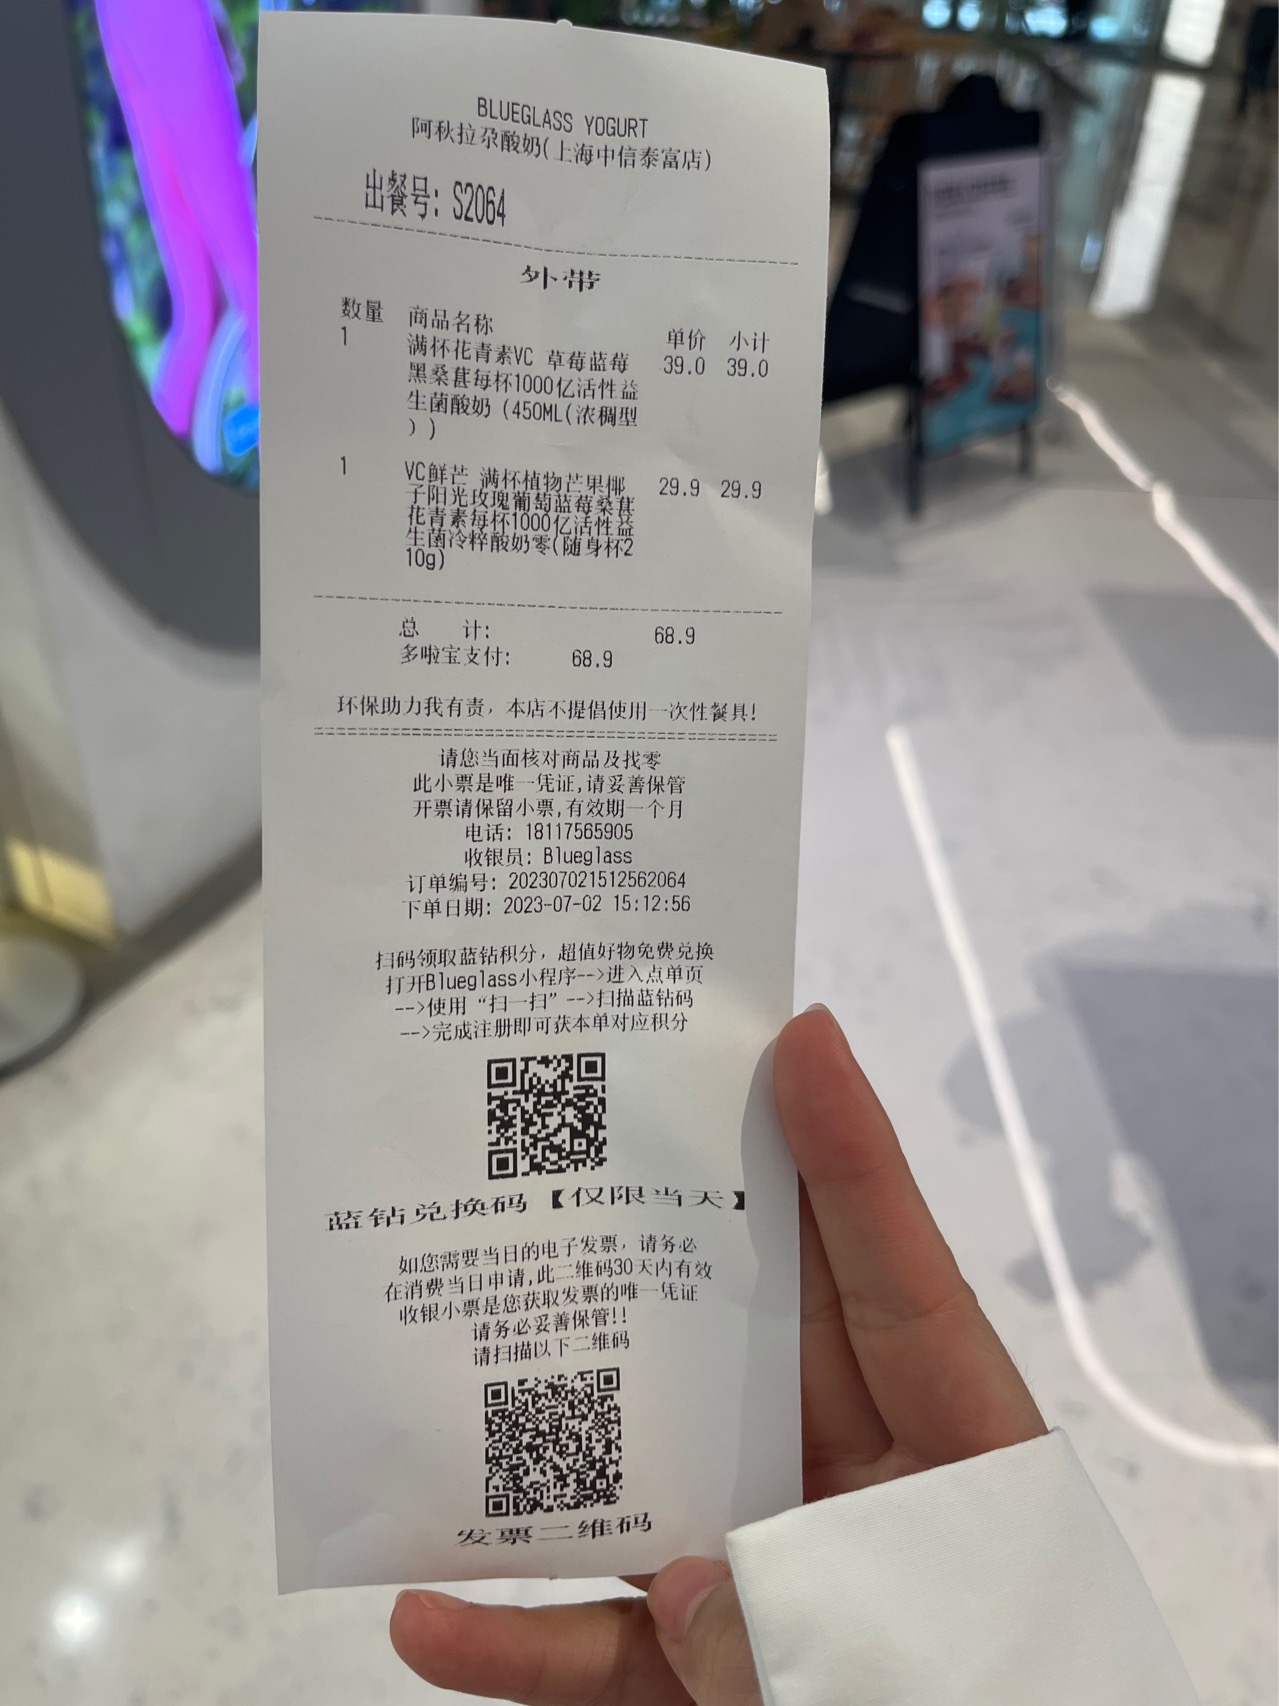 BLUEGLASS YOGURT
阿秋拉尕酸奶(上海中信泰富店)
出餐号: S2064
外带
数量 商品名称 单价 小计
1 满杯花青素VC 草莓蓝莓 39.0 39.0
黑桑葚每杯1000亿活性益
生菌酸奶 (450ML(浓稠型
) )
1 VC鲜芒 满杯植物芒果椰 29.9 29.9
子阳光玫瑰葡萄蓝莓桑葚
花青素每杯1000亿活性益
生菌冷粹酸奶零(随身杯2
10g)
总 计: 68.9
多啦宝支付: 68.9
环保助力我有责, 本店不提倡使用一次性餐具!
请您当面核对商品及找零
此小票是唯一凭证,请妥善保管
开票请保留小票,有效期一个月
电话: 18117565905
收银员: Blueglass
订单编号: 202307021512562064
下单日期: 2023-07-02 15:12:56
扫码领取蓝钻积分, 超值好物免费兑换
打开Blueglass小程序-->进入点单页
-->使用“扫一扫”-->扫描蓝钻码
-->完成注册即可获本单对应积分
蓝钻兑换码【仅限当天】
如您需要当日的电子发票, 请务必
在消费当日申请,此二维码30天内有效
收银小票是您获取发票的唯一凭证
请务必妥善保管!!
请扫描以下二维码
发票二维码